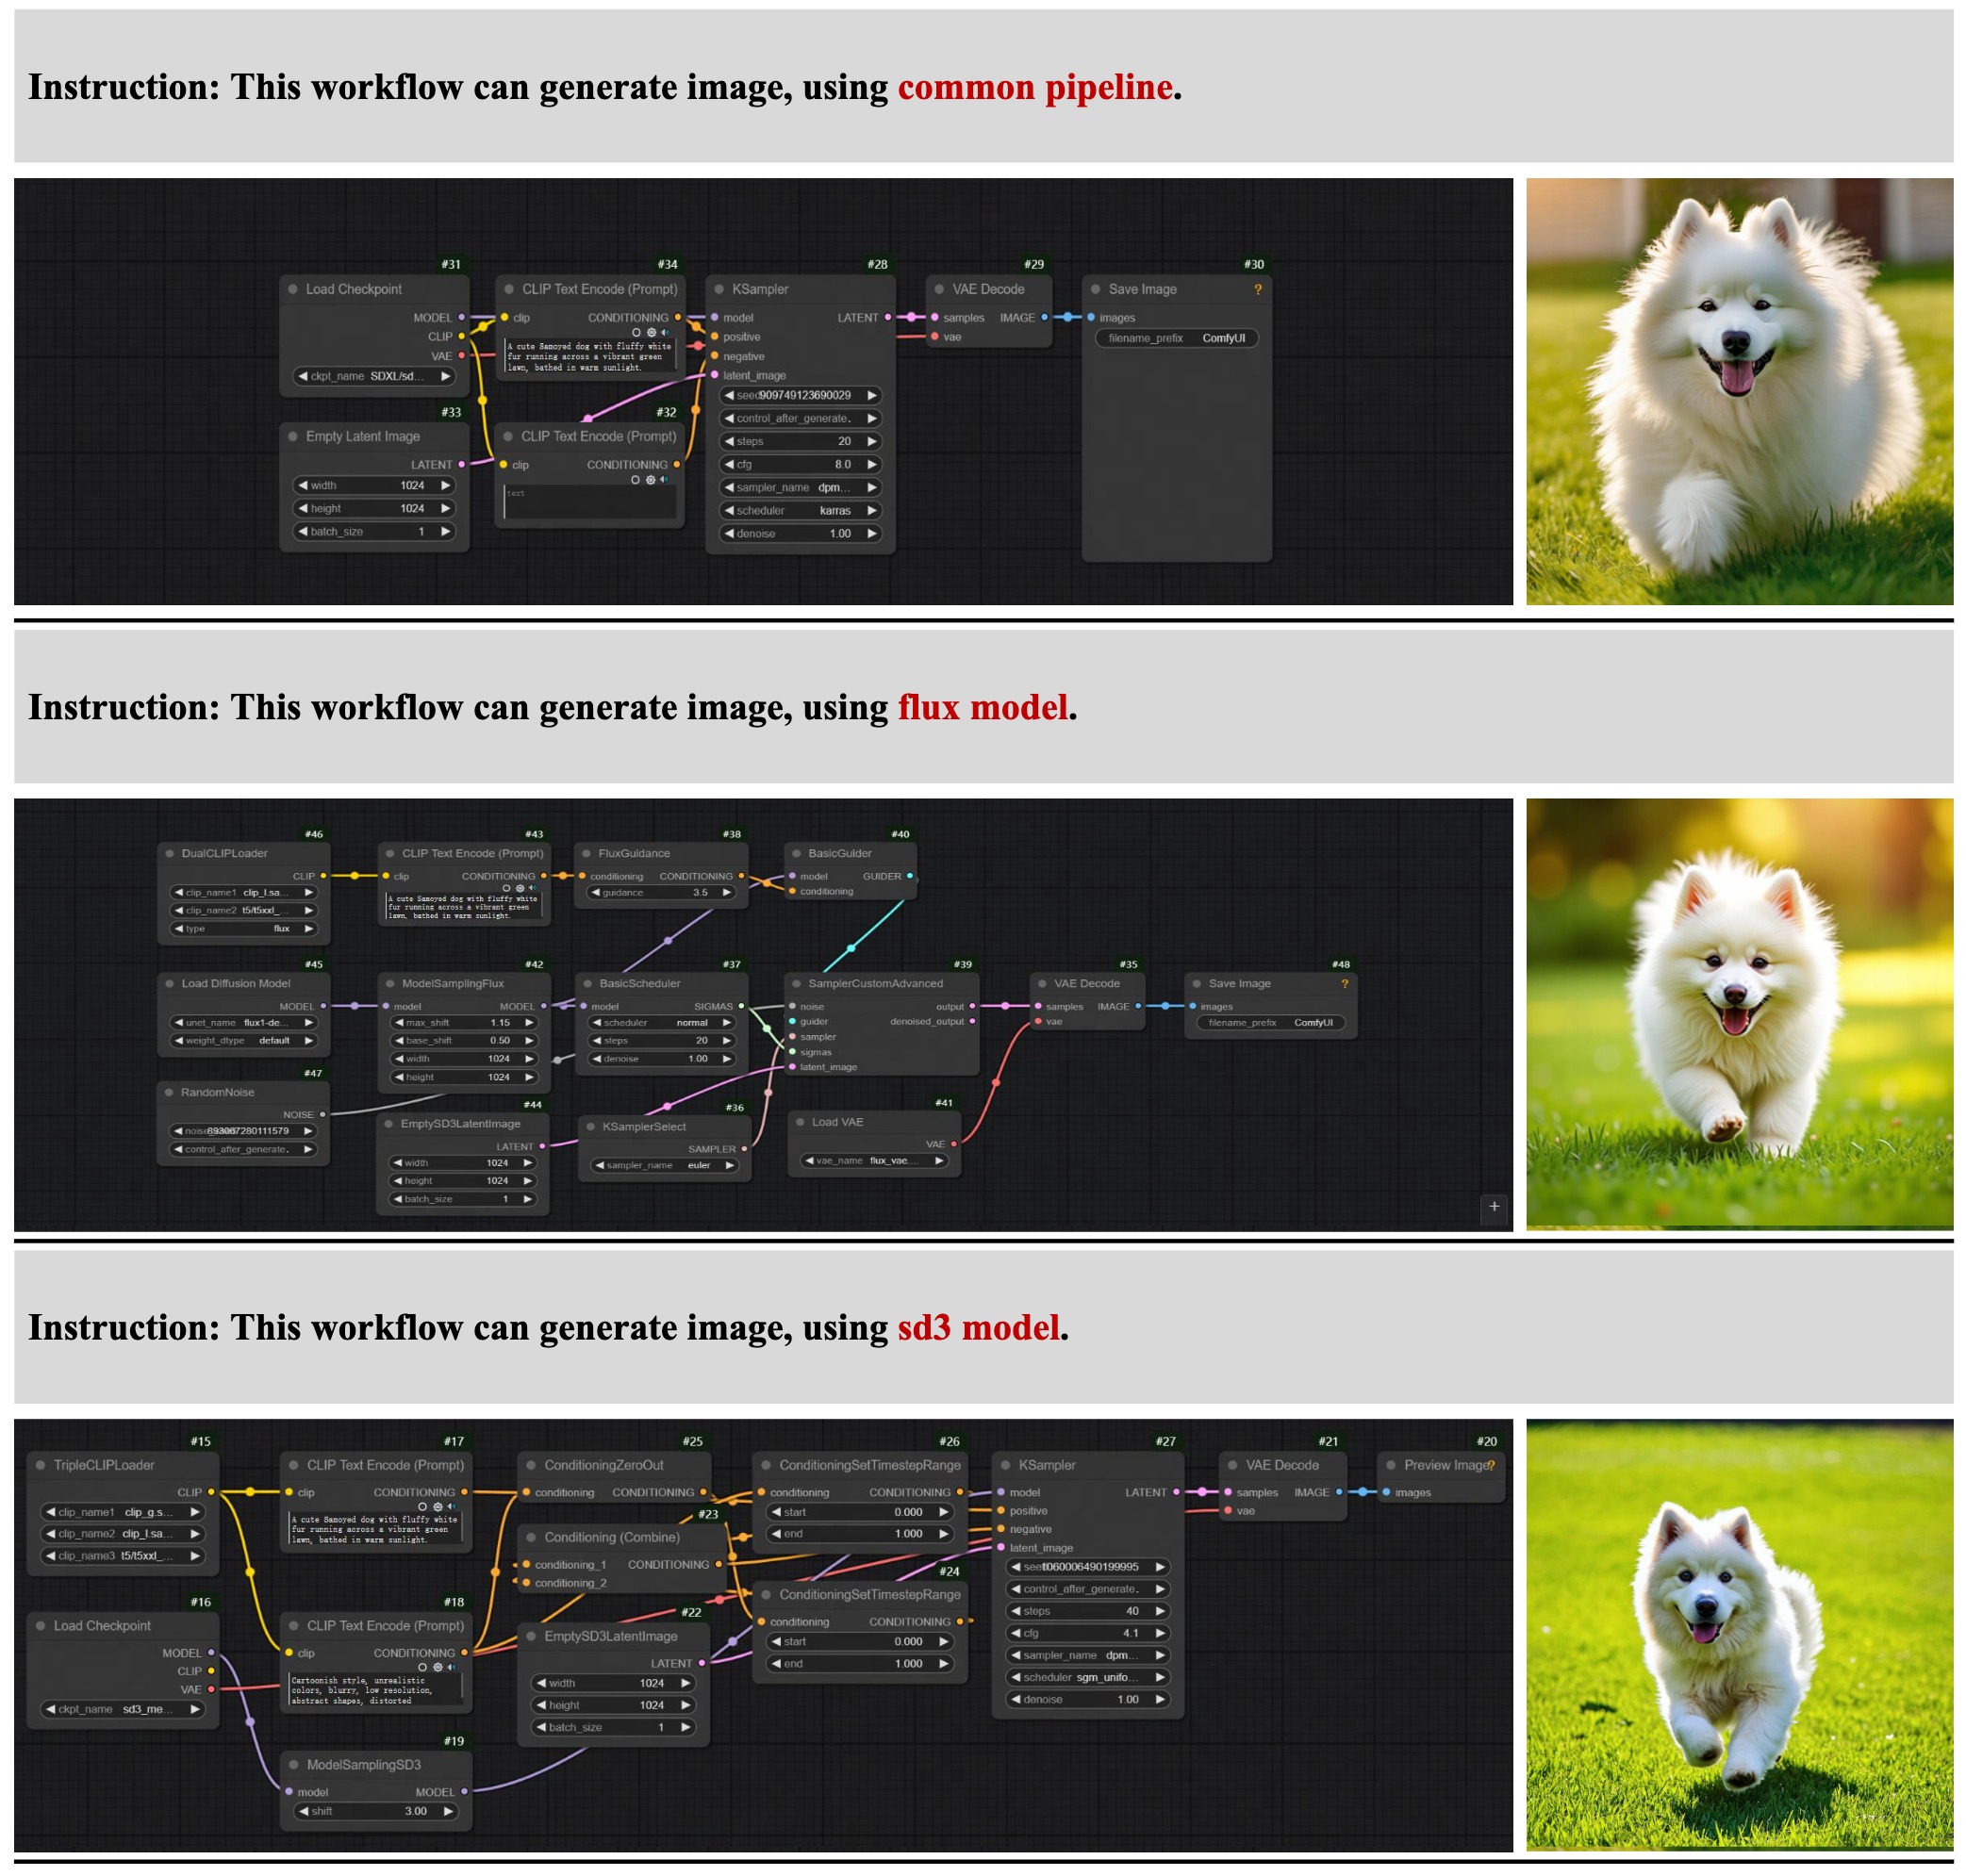 Instruction: This workflow can generate image, using common pipeline.
#31
Load Checkpoint
MODEL
CLIP
VAE
ckpt_name SDXL/sd...
#33
Empty Latent Image
LATENT
width 1024
height 1024
batch_size 1
#34
CLIP Text Encode (Prompt)
clip CONDITIONING
A cute Samoyed dog with fluffy white
fur running across a vibrant green
lawn, bathed in warm sunlight.
#32
CLIP Text Encode (Prompt)
clip CONDITIONING
text
#28
KSampler
model LATENT
positive
negative
latent_image
seed 909749123690029
control_after_generate.
steps 20
cfg 8.0
sampler_name dpm...
scheduler karras
denoise 1.00
#29
VAE Decode
samples IMAGE
vae
#30
Save Image ?
images
filename_prefix ComfyUI
Instruction: This workflow can generate image, using flux model.
#46
DualCLIPLoader
CLIP
clip_name1 clip_l.sa...
clip_name2 t5/t5xxl_...
type flux
#43
CLIP Text Encode (Prompt)
clip CONDITIONING
A cute Samoyed dog with fluffy white
fur running across a vibrant green
lawn, bathed in warm sunlight.
#38
FluxGuidance
conditioning CONDITIONING
guidance 3.5
#40
BasicGuider
model GUIDER
conditioning
#45
Load Diffusion Model
MODEL
unet_name flux1-de...
weight_dtype default
#42
ModelSamplingFlux
model MODEL
max_shift 1.15
base_shift 0.50
width 1024
height 1024
#37
BasicScheduler
model SIGMAS
scheduler normal
steps 20
denoise 1.00
#39
SamplerCustomAdvanced
noise output
guider denoised_output
sampler
sigmas
latent_image
#35
VAE Decode
samples IMAGE
vae
#48
Save Image ?
images
filename_prefix ComfyUI
#47
RandomNoise
NOISE
control_after_generate.
#44
EmptySD3LatentImage
LATENT
width 1024
height 1024
batch_size 1
#36
KSamplerSelect
SAMPLER
sampler_name euler
#41
Load VAE
VAE
vae_name flux_vae....
+
Instruction: This workflow can generate image, using sd3 model.
#15
TripleCLIPLoader
CLIP
clip_name1 clip_g.s...
clip_name2 clip_l.sa...
clip_name3 t5/t5xxl_...
#16
Load Checkpoint
MODEL
CLIP
VAE
ckpt_name sd3_me...
#17
CLIP Text Encode (Prompt)
clip CONDITIONING
A cute Samoyed dog with fluffy white
fur running across a vibrant green
lawn, bathed in warm sunlight.
#18
CLIP Text Encode (Prompt)
clip CONDITIONING
Cartoonish style, unrealistic
colors, blurry, low resolution,
abstract shapes, distorted
#19
ModelSamplingSD3
model MODEL
shift 3.00
#25
ConditioningZeroOut
conditioning CONDITIONING
#23
Conditioning (Combine)
conditioning_1 CONDITIONING
conditioning_2
#22
EmptySD3LatentImage
LATENT
width 1024
height 1024
batch_size 1
#26
ConditioningSetTimestepRange
conditioning CONDITIONING
start 0.000
end 1.000
#24
ConditioningSetTimestepRange
conditioning CONDITIONING
start 0.000
end 1.000
#27
KSampler
model LATENT
positive
negative
latent_image
control_after_generate.
steps 40
cfg 4.1
sampler_name dpm...
scheduler sgm_unifo...
denoise 1.00
#21
VAE Decode
samples IMAGE
vae
#20
Preview Image?
images